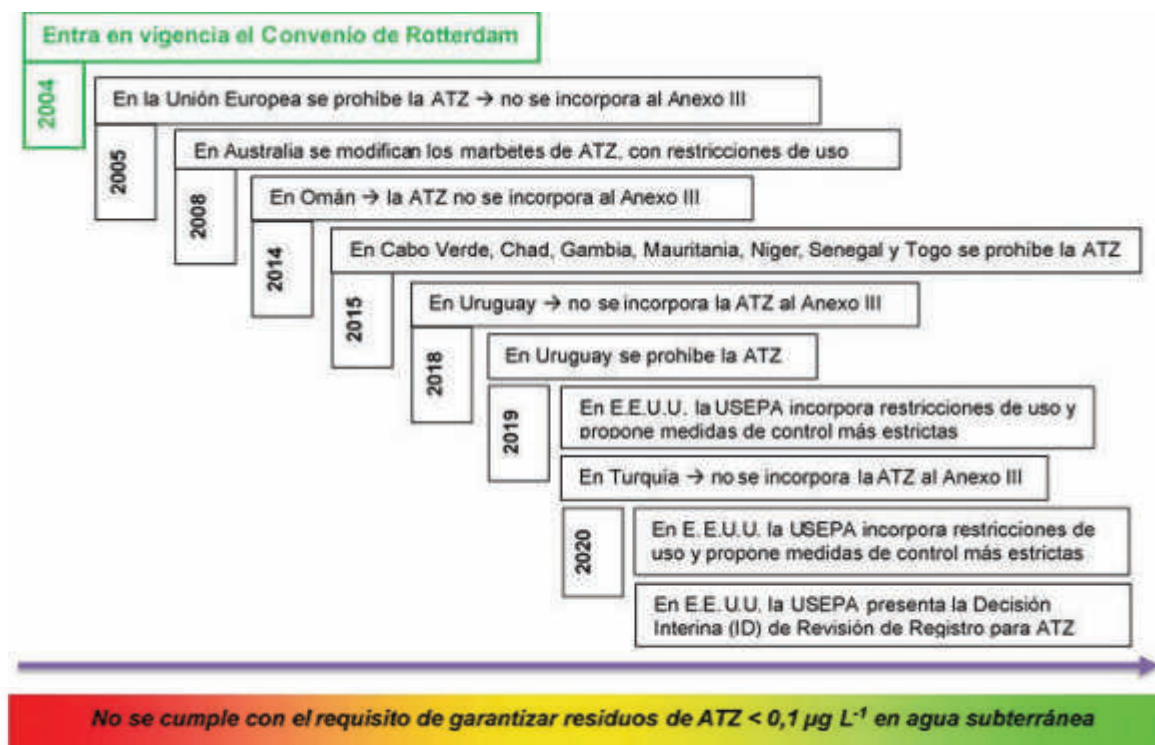 Entra en vigencia el Convenio de Rotterdam
2004
En la Unión Europea se prohibe la ATZ → no se incorpora al Anexo III
2005
En Australia se modifican los marbetes de ATZ, con restricciones de uso
2008
En Omán → la ATZ no se incorpora al Anexo III
2014
En Cabo Verde, Chad, Gambia, Mauritania, Niger, Senegal y Togo se prohibe la ATZ
2015
En Uruguay → no se incorpora la ATZ al Anexo III
2018
En Uruguay se prohibe la ATZ
2019
En E.E.U.U. la USEPA incorpora restricciones de uso y
propone medidas de control más estrictas
En Turquia → no se incorpora la ATZ al Anexo III
2020
En E.E.U.U. la USEPA incorpora restricciones de
uso y propone medidas de control más estrictas
En E.E.U.U. la USEPA presenta la Decisión
Interina (ID) de Revisión de Registro para ATZ
No se cumple con el requisito de garantizar residuos de ATZ < 0,1 µg L⁻¹ en agua subterránea